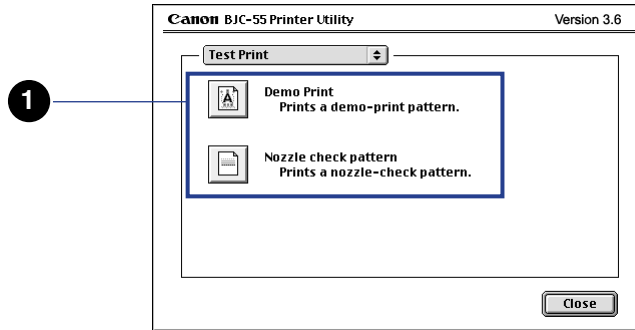 Canon BJC-55 Printer Utility Version 3.6
Test Print
1
Demo Print
Prints a demo-print pattern.
Nozzle check pattern
Prints a nozzle-check pattern.
Close